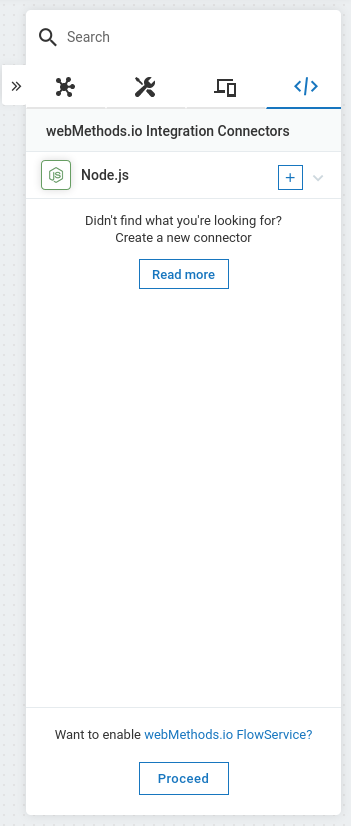 Search
webMethods.io Integration Connectors
Node.js
Didn't find what you're looking for?
Create a new connector
Read more
Want to enable webMethods.io FlowService?
Proceed